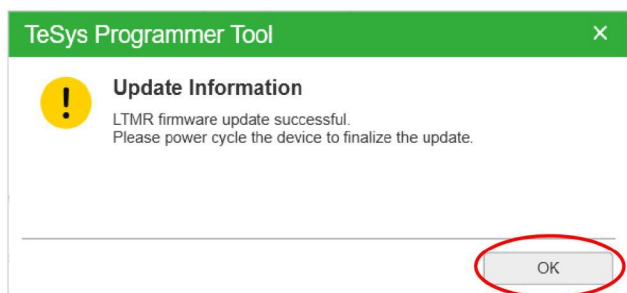 TeSys Programmer Tool
Update Information
LTMR firmware update successful.
Please power cycle the device to finalize the update.
OK